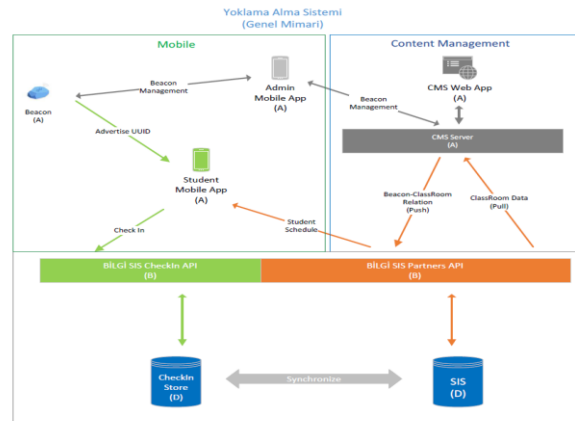 Yoklama Alma Sistemi
(Genel Mimari)
Mobile
Content Management
Beacon
Management
Admin
Mobile App
(A)
Beacon
(A)
CMS Web App
(A)
Beacon
Management
CMS Server
(A)
Advertise UUID
Student
Mobile App
(A)
Beacon-ClassRoom
Relation
(Push)
ClassRoom Data
(Pull)
Check In
Student
Schedule
BİLGİ SIS CheckIn API
(B)
BİLGİ SIS Partners API
(B)
CheckIn
Store
(D)
Synchronize
SIS
(D)